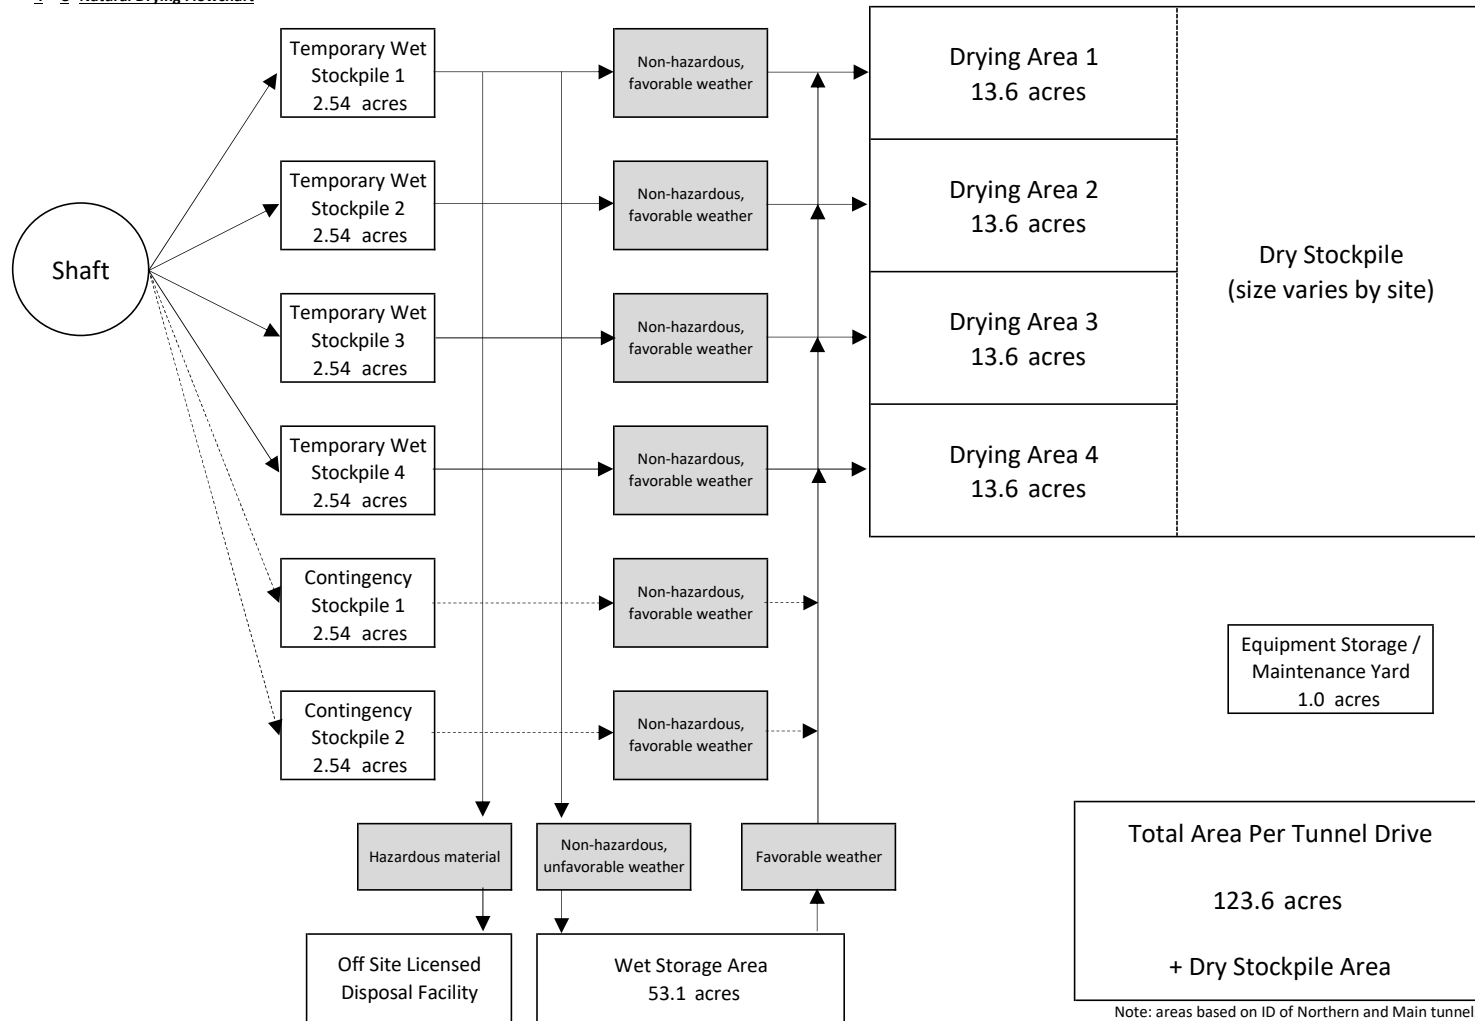 Natural Drying Flowchart
Shaft
Temporary Wet
Stockpile 1
2.54 acres
Non-hazardous,
favorable weather
Drying Area 1
13.6 acres
Temporary Wet
Stockpile 2
2.54 acres
Non-hazardous,
favorable weather
Drying Area 2
13.6 acres
Temporary Wet
Stockpile 3
2.54 acres
Non-hazardous,
favorable weather
Drying Area 3
13.6 acres
Temporary Wet
Stockpile 4
2.54 acres
Non-hazardous,
favorable weather
Drying Area 4
13.6 acres
Dry Stockpile
(size varies by site)
Contingency
Stockpile 1
2.54 acres
Non-hazardous,
favorable weather
Contingency
Stockpile 2
2.54 acres
Non-hazardous,
favorable weather
Equipment Storage /
Maintenance Yard
1.0 acres
Hazardous material
Non-hazardous,
unfavorable weather
Favorable weather
Off Site Licensed
Disposal Facility
Wet Storage Area
53.1 acres
Total Area Per Tunnel Drive
123.6 acres
+ Dry Stockpile Area
Note: areas based on ID of Northern and Main tunnel